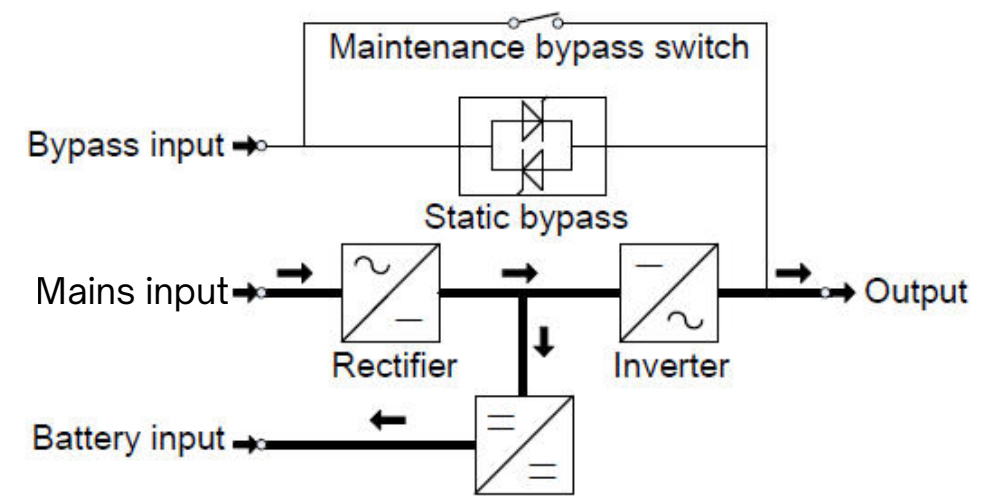 Maintenance bypass switch
Bypass input
Static bypass
Mains input
Output
Rectifier
Inverter
Battery input